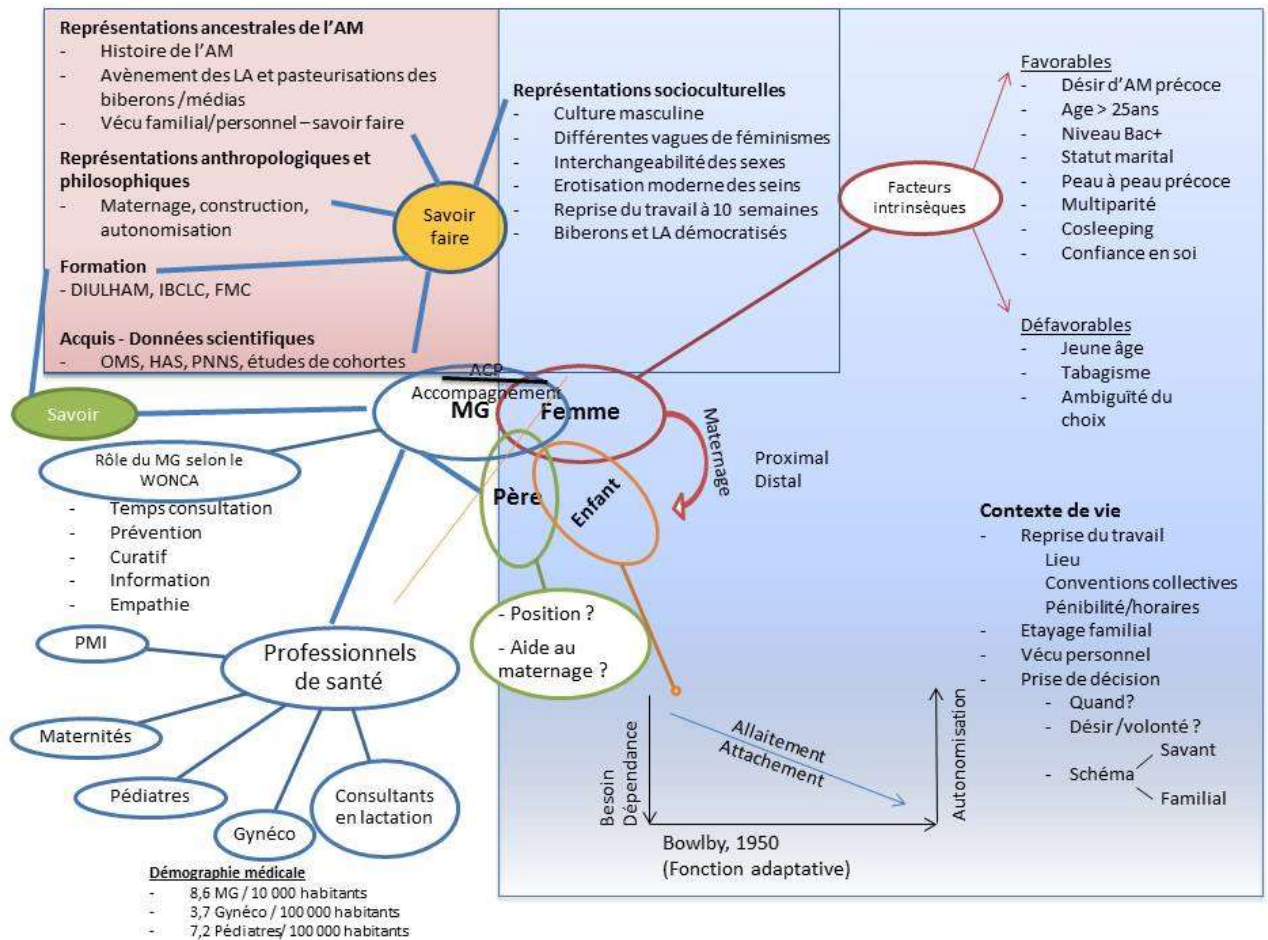 Représentations ancestrales de l’AM
- Histoire de l’AM
- Avènement des LA et pasteurisations des
biberons /médias
- Vécu familial/personnel – savoir faire
Représentations anthropologiques et
philosophiques
- Maternage, construction,
autonomisation
Formation
- DIULHAM, IBCLC, FMC
Acquis - Données scientifiques
- OMS, HAS, PNNS, études de cohortes
Savoir
faire
Représentations socioculturelles
- Culture masculine
- Différentes vagues de féminismes
- Interchangeabilité des sexes
- Erotisation moderne des seins
- Reprise du travail à 10 semaines
- Biberons et LA démocratisés
Facteurs
intrinsèques
Favorables
- Désir d’AM précoce
- Age > 25ans
- Niveau Bac+
- Statut marital
- Peau à peau précoce
- Multiparité
- Cosleeping
- Confiance en soi
Défavorables
- Jeune âge
- Tabagisme
- Ambiguïté du
choix
Savoir
ACP
Accompagnement
MG
Femme
Père
Enfant
Maternage
Proximal
Distal
Rôle du MG selon le
WONCA
- Temps consultation
- Prévention
- Curatif
- Information
- Empathie
Professionnels
de santé
PMI
Maternités
Pédiatres
Gynéco
Consultants
en lactation
- Position ?
- Aide au
maternage ?
Besoin
Dépendance
Allaitement
Attachement
Autonomisation
Bowlby, 1950
(Fonction adaptative)
Contexte de vie
- Reprise du travail
Lieu
Conventions collectives
Pénibilité/horaires
- Etayage familial
- Vécu personnel
- Prise de décision
- Quand?
- Désir/volonté ?
- Schéma
Savant
Familial
Démographie médicale
- 8,6 MG / 10 000 habitants
- 3,7 Gynéco / 100 000 habitants
- 7,2 Pédiatres/ 100 000 habitants